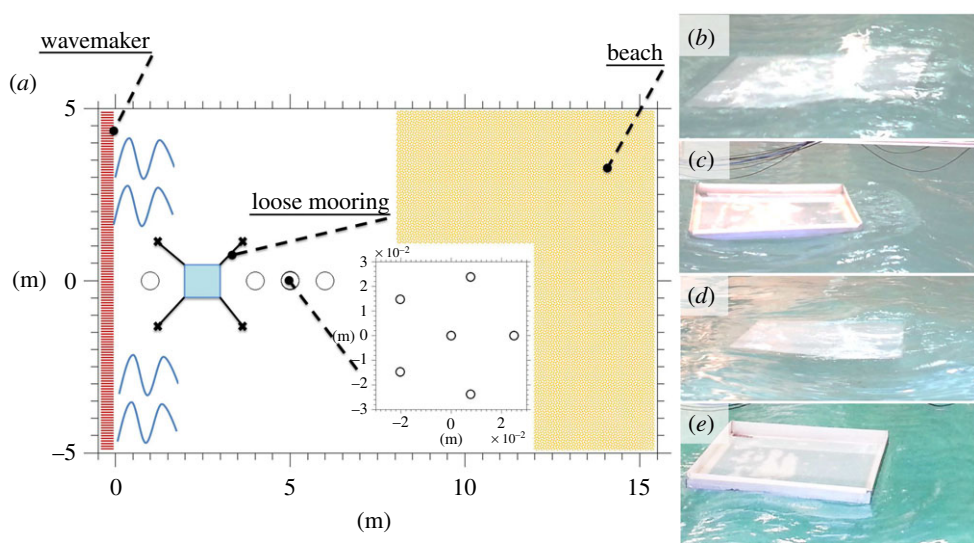 wavemaker
(a)
beach
5
loose mooring
× 10⁻²
3
2
1
(m)
0
(m)
−1
−2
−3
−2
0
2
(m)
× 10⁻²
−5
0
5
10
15
(m)
(b)
(c)
(d)
(e)